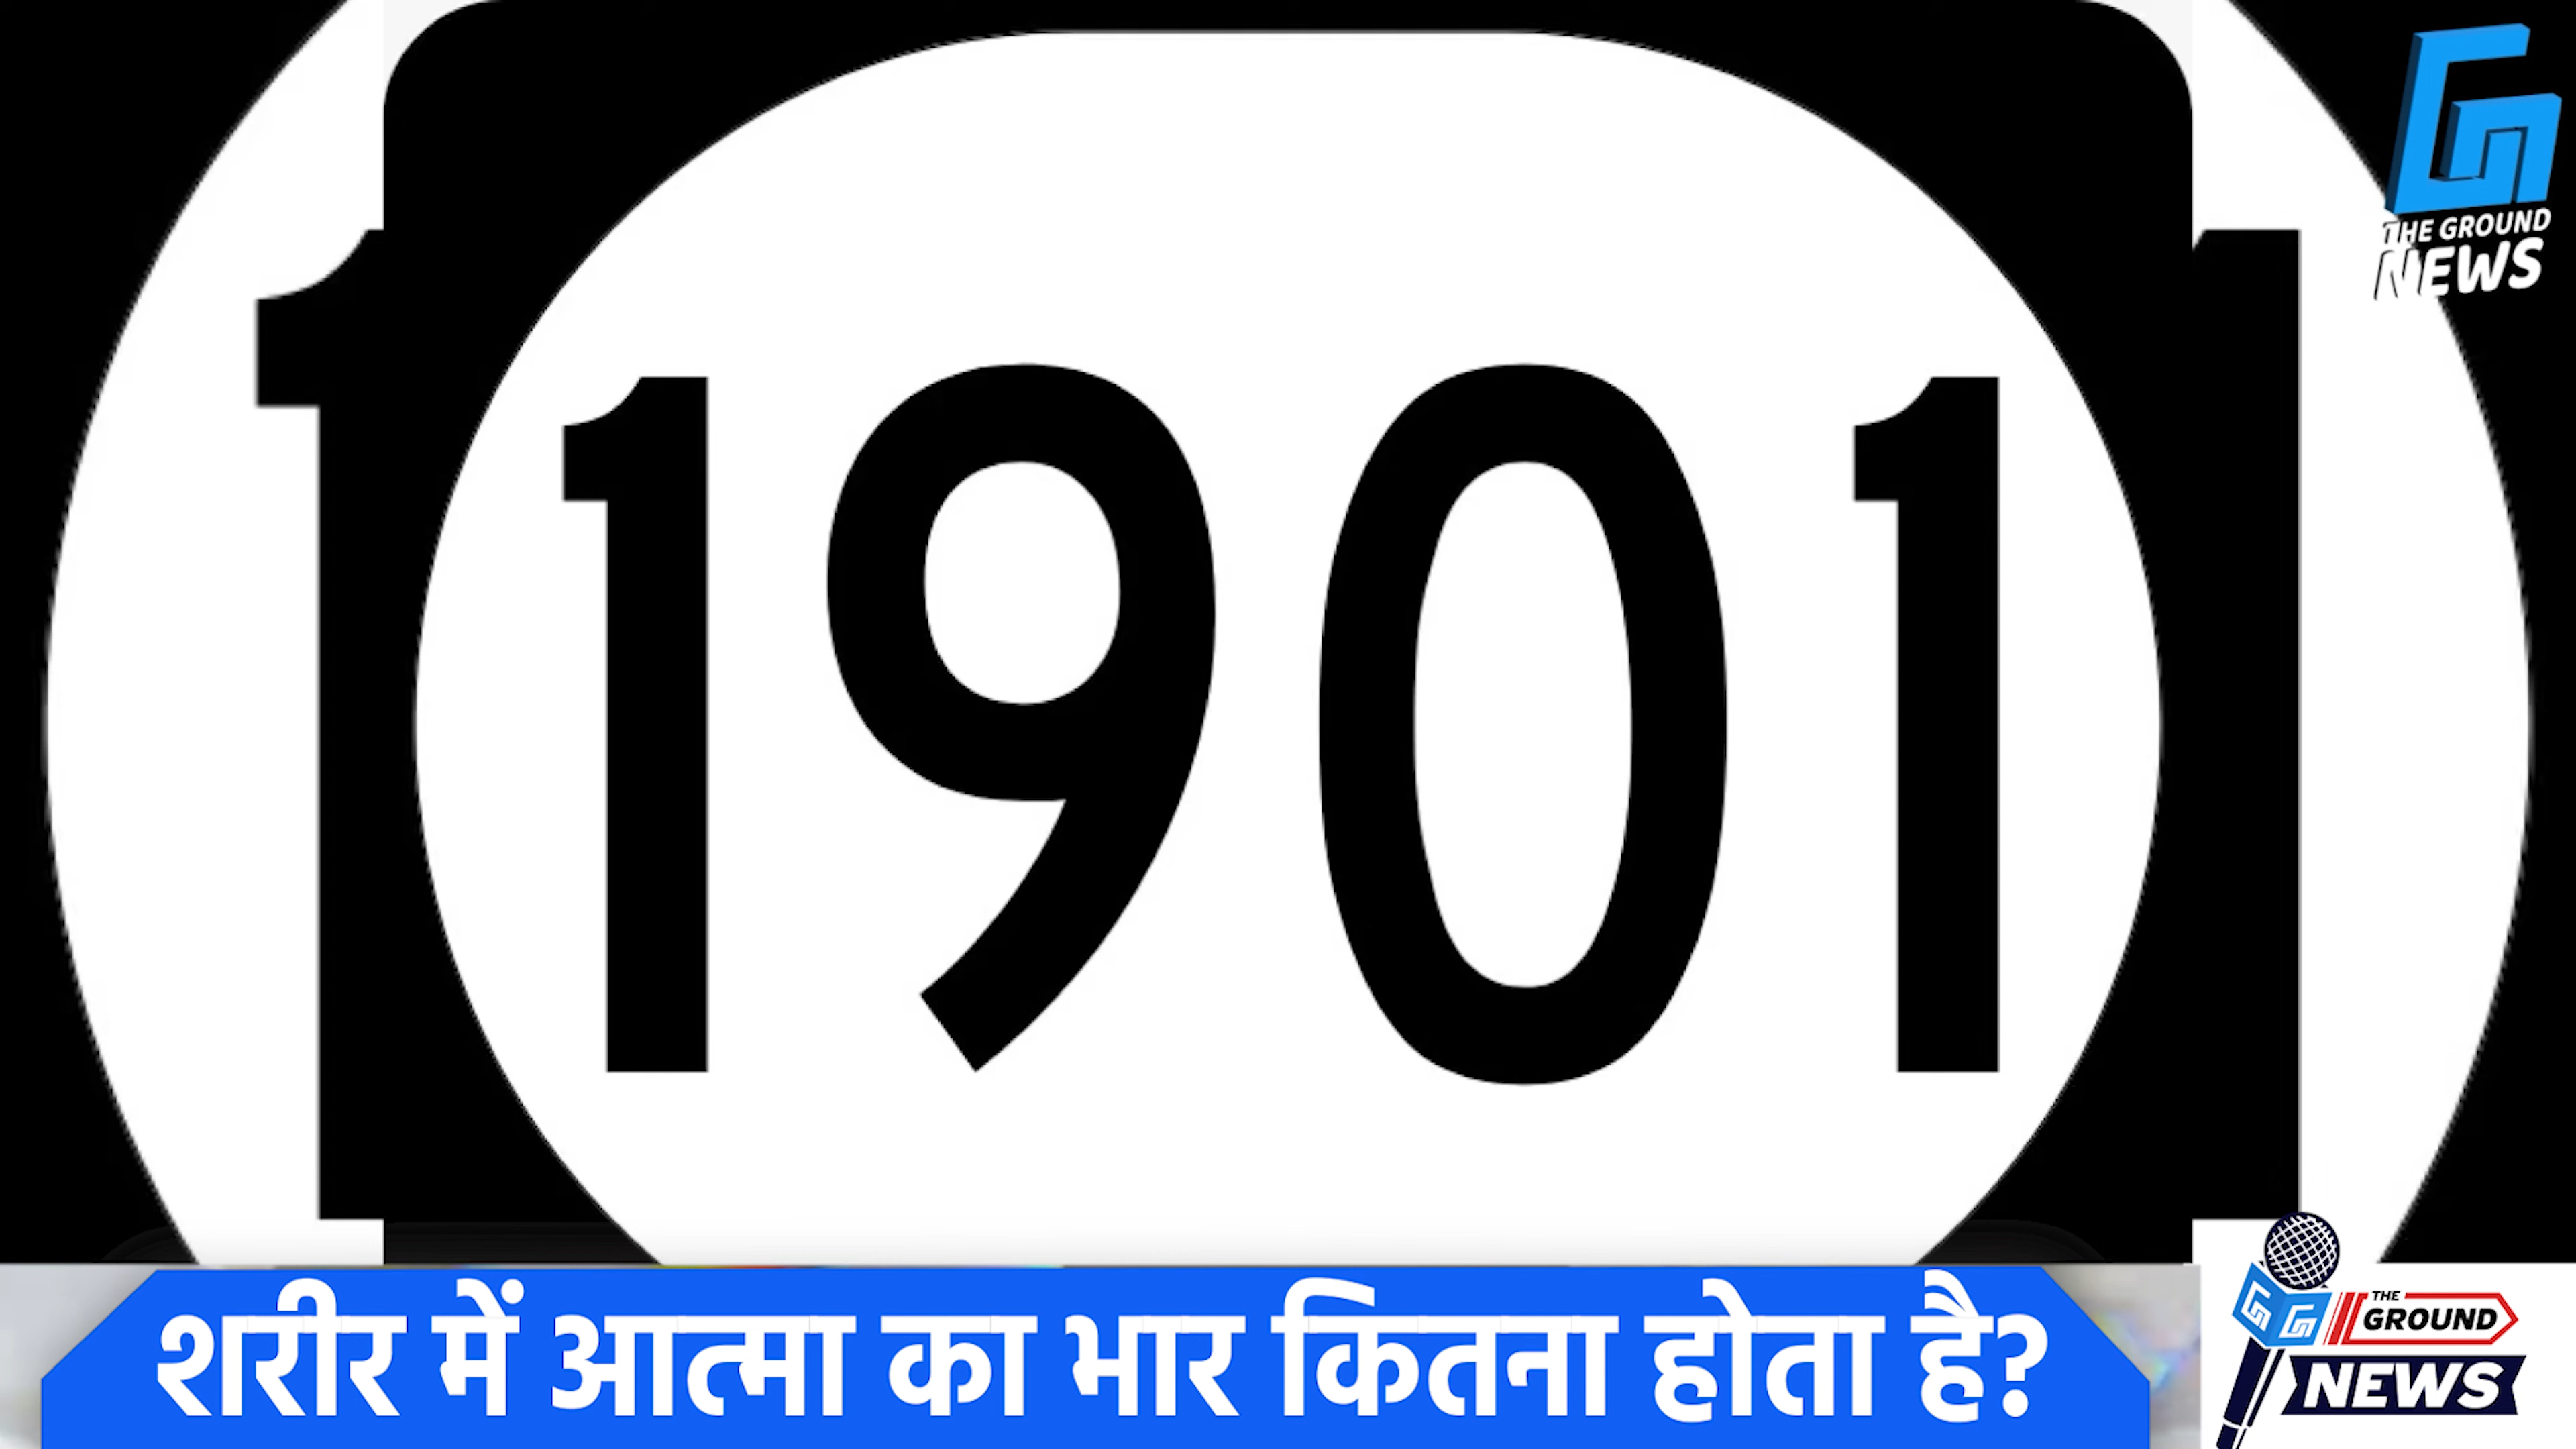 1901
THE GROUND
NEWS
शरीर में आत्मा का भार कितना होता है?
THE
GROUND
NEWS